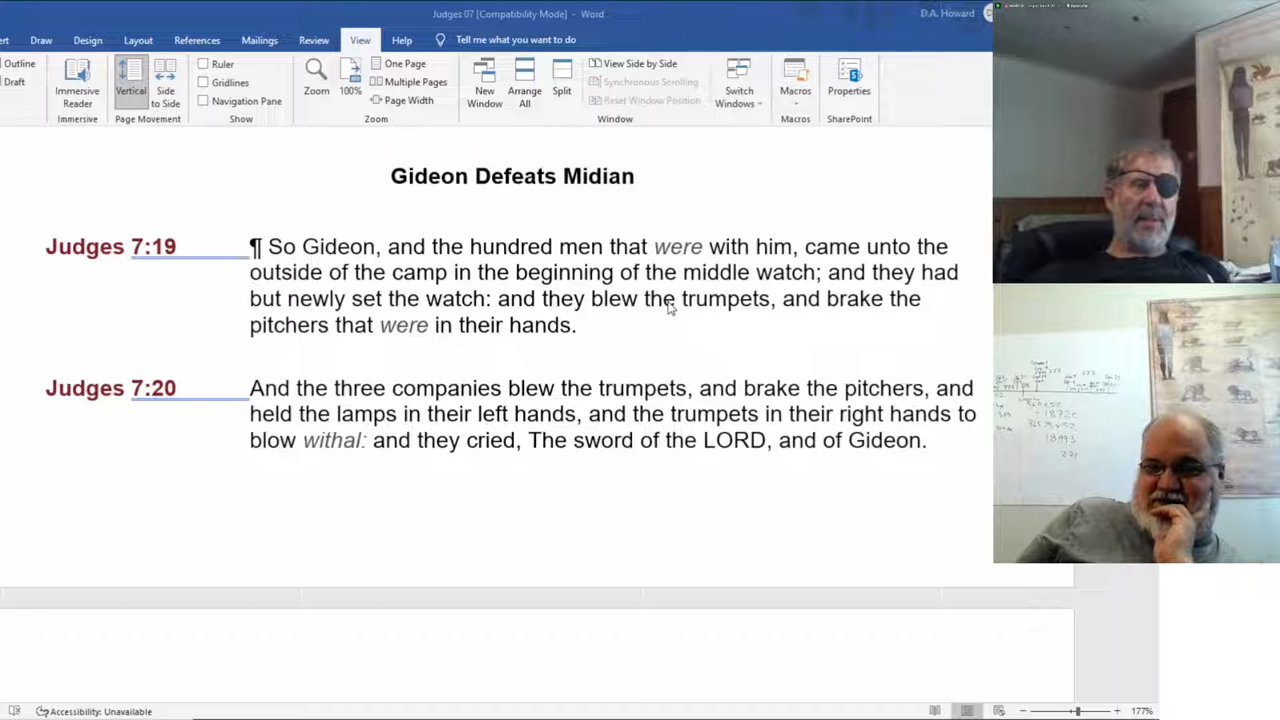 Judges 07 [Compatibility Mode] - Word
D.A. Howard
ert Draw Design Layout References Mailings Review View Help Tell me what you want to do
Outline
Draft
Immersive Reader
Immersive
Vertical
Side to Side
Page Movement
Ruler
Gridlines
Navigation Pane
Show
Zoom
100%
One Page
Multiple Pages
Page Width
Zoom
New Window
Arrange All
Split
View Side by Side
Synchronous Scrolling
Reset Window Position
Window
Switch Windows
Macros
Macros
Properties
SharePoint
Gideon Defeats Midian
Judges 7:19 ¶ So Gideon, and the hundred men that were with him, came unto the
outside of the camp in the beginning of the middle watch; and they had
but newly set the watch: and they blew the trumpets, and brake the
pitchers that were in their hands.
Judges 7:20 And the three companies blew the trumpets, and brake the pitchers, and
held the lamps in their left hands, and the trumpets in their right hands to
blow withal: and they cried, The sword of the LORD, and of Gideon.
Accessibility: Unavailable
177%